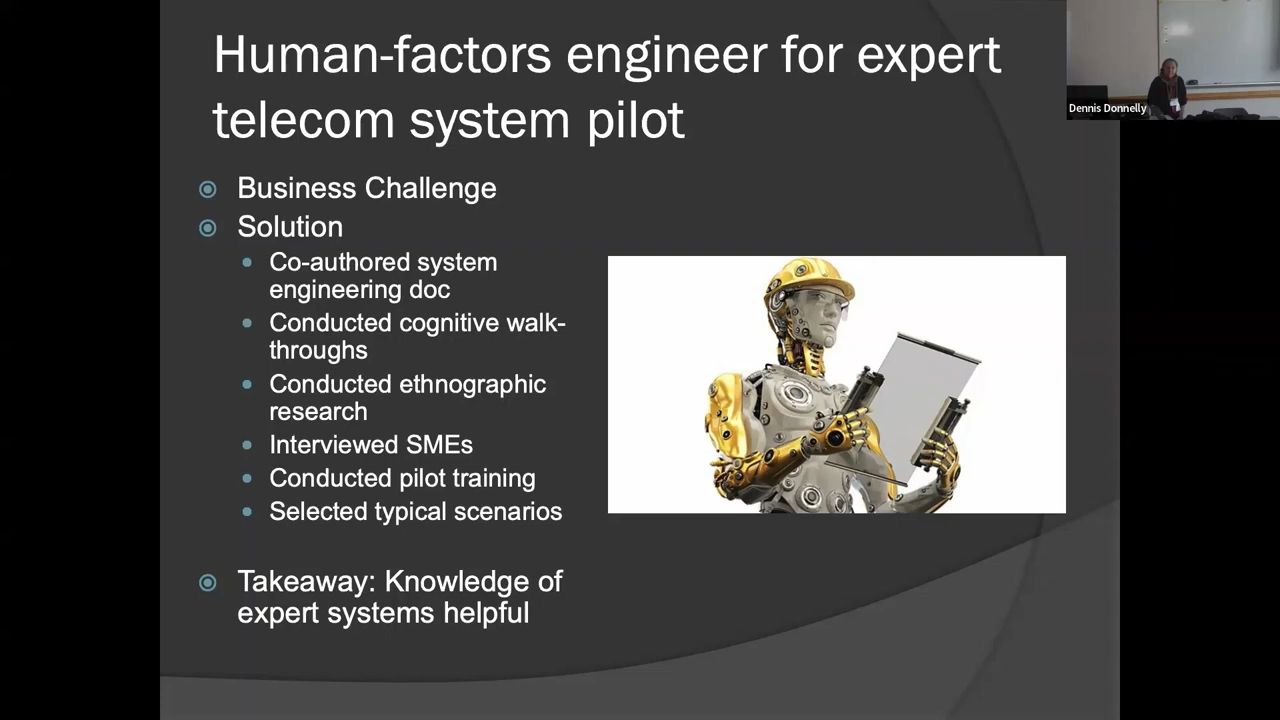 Human-factors engineer for expert
telecom system pilot
Dennis Donnelly
Business Challenge
Solution
Co-authored system
engineering doc
Conducted cognitive walk-
throughs
Conducted ethnographic
research
Interviewed SMEs
Conducted pilot training
Selected typical scenarios
Takeaway: Knowledge of
expert systems helpful